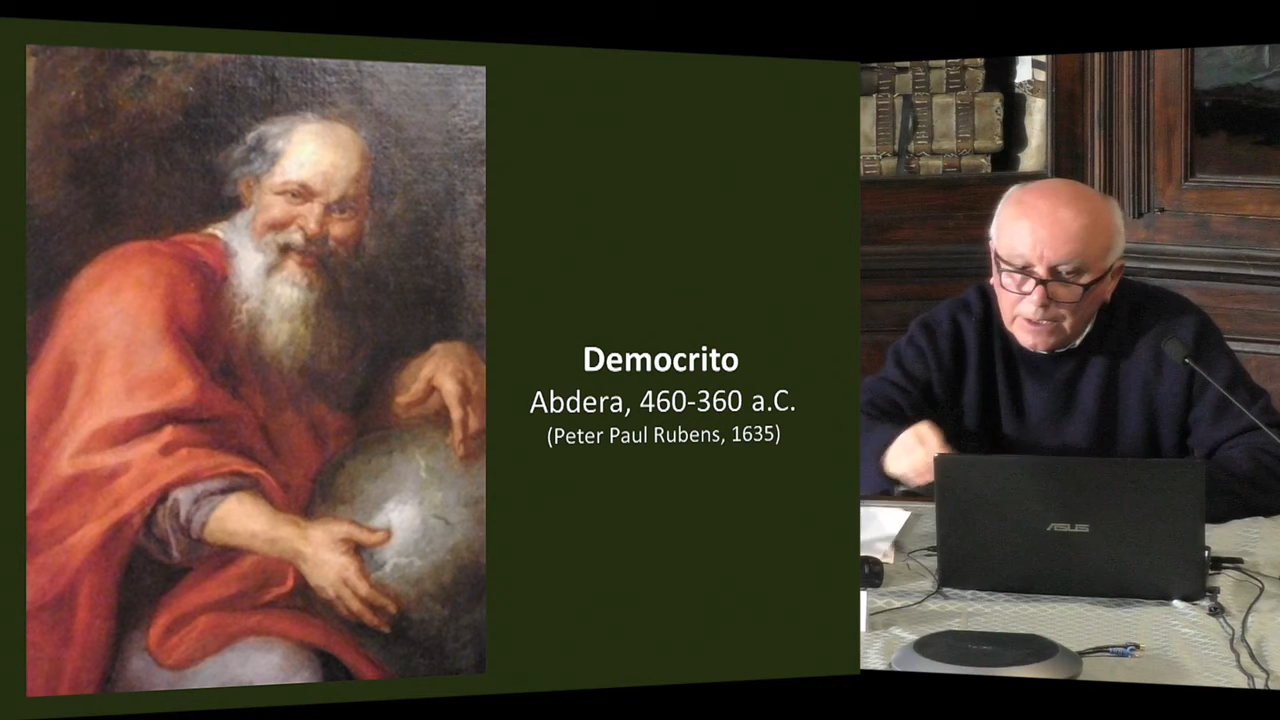 Democrito
Abdera, 460-360 a.C.
(Peter Paul Rubens, 1635)
ASUS